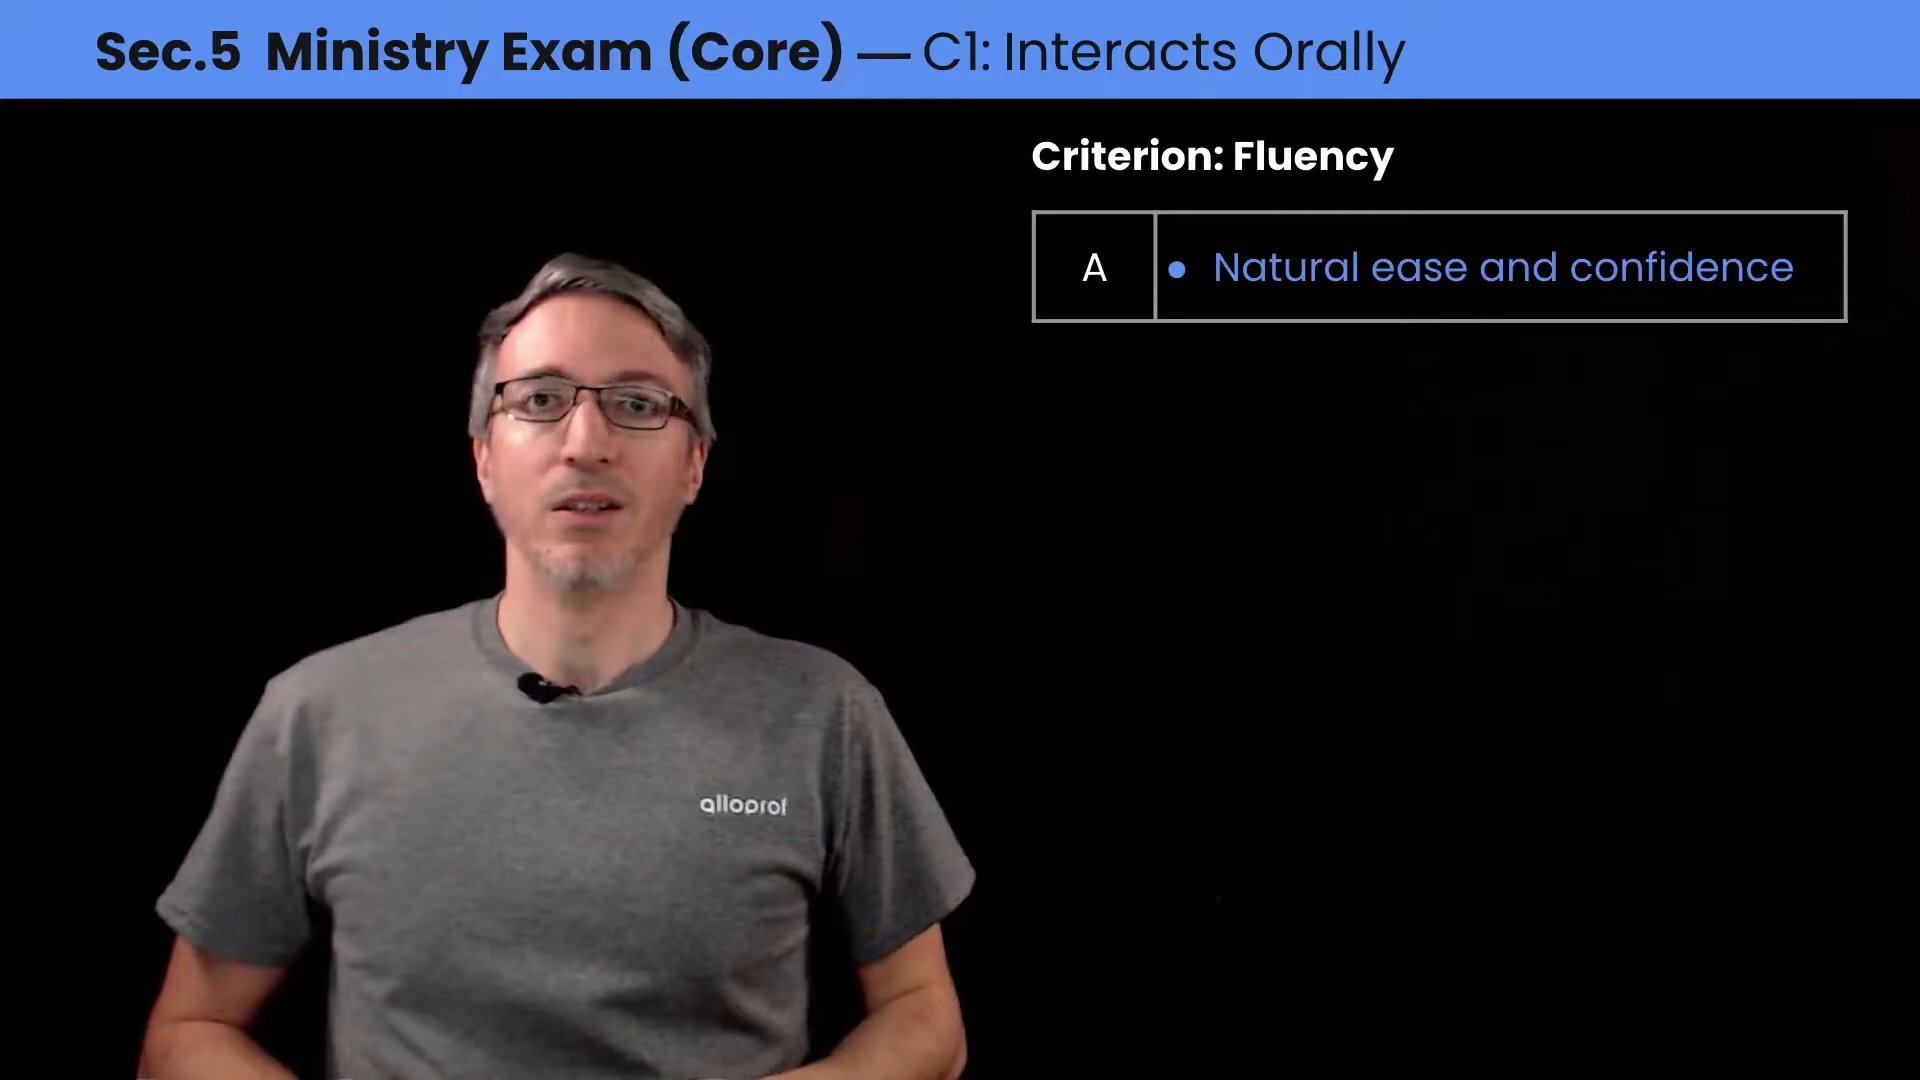 Sec.5 Ministry Exam (Core) — C1: Interacts Orally
Criterion: Fluency
A
• Natural ease and confidence
alloprof